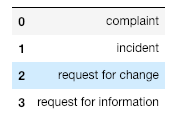 0 complaint
1 incident
2 request for change
3 request for information